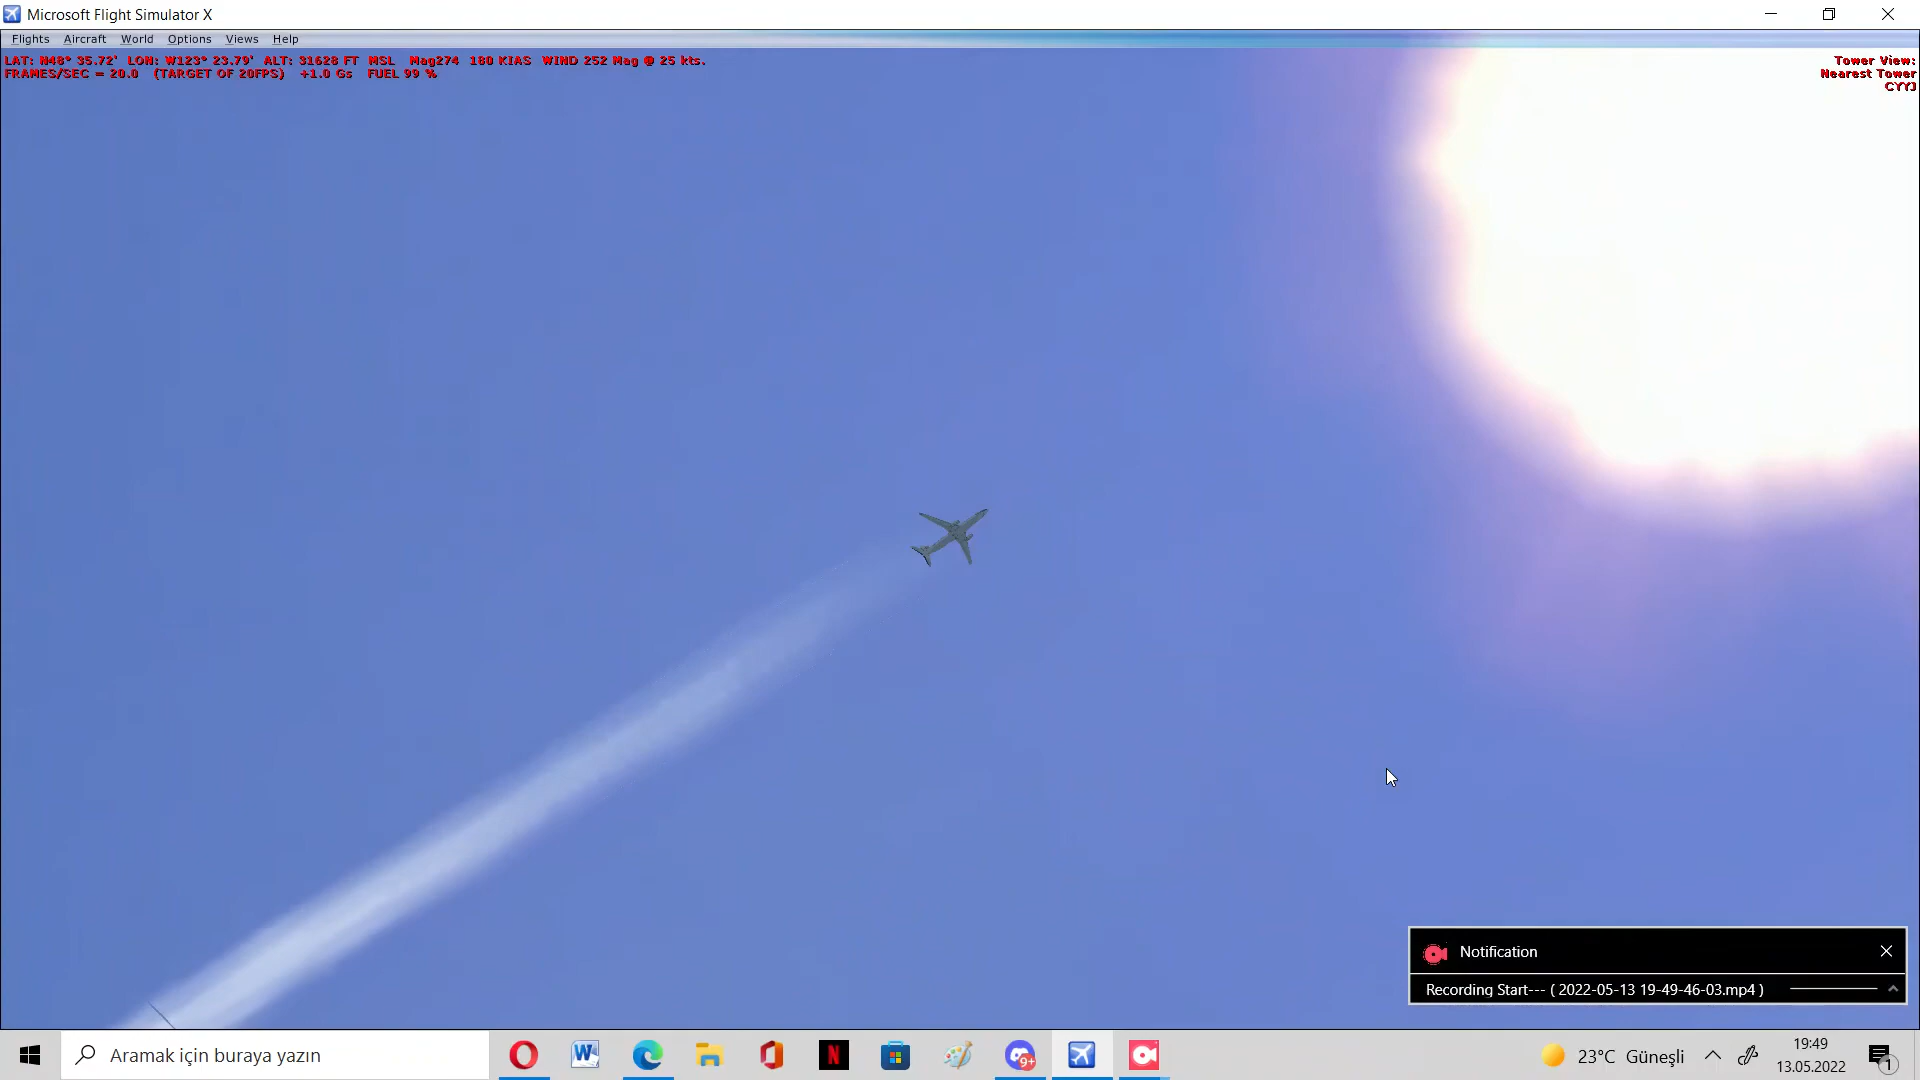 Microsoft Flight Simulator X
Flights Aircraft World Options Views Help
LAT: N48° 35.72' LON: W123° 23.79' ALT: 31628 FT MSL Mag274 180 KIAS WIND 252 Mag @ 25 kts.
FRAMES/SEC = 20.0 (TARGET OF 20FPS) +1.0 Gs FUEL 99 %
Tower View:
Nearest Tower
CYYJ
Notification
Recording Start--- ( 2022-05-13 19-49-46-03.mp4 )
Aramak için buraya yazın
W
N
9+
23°C Güneşli
19:49
13.05.2022
1